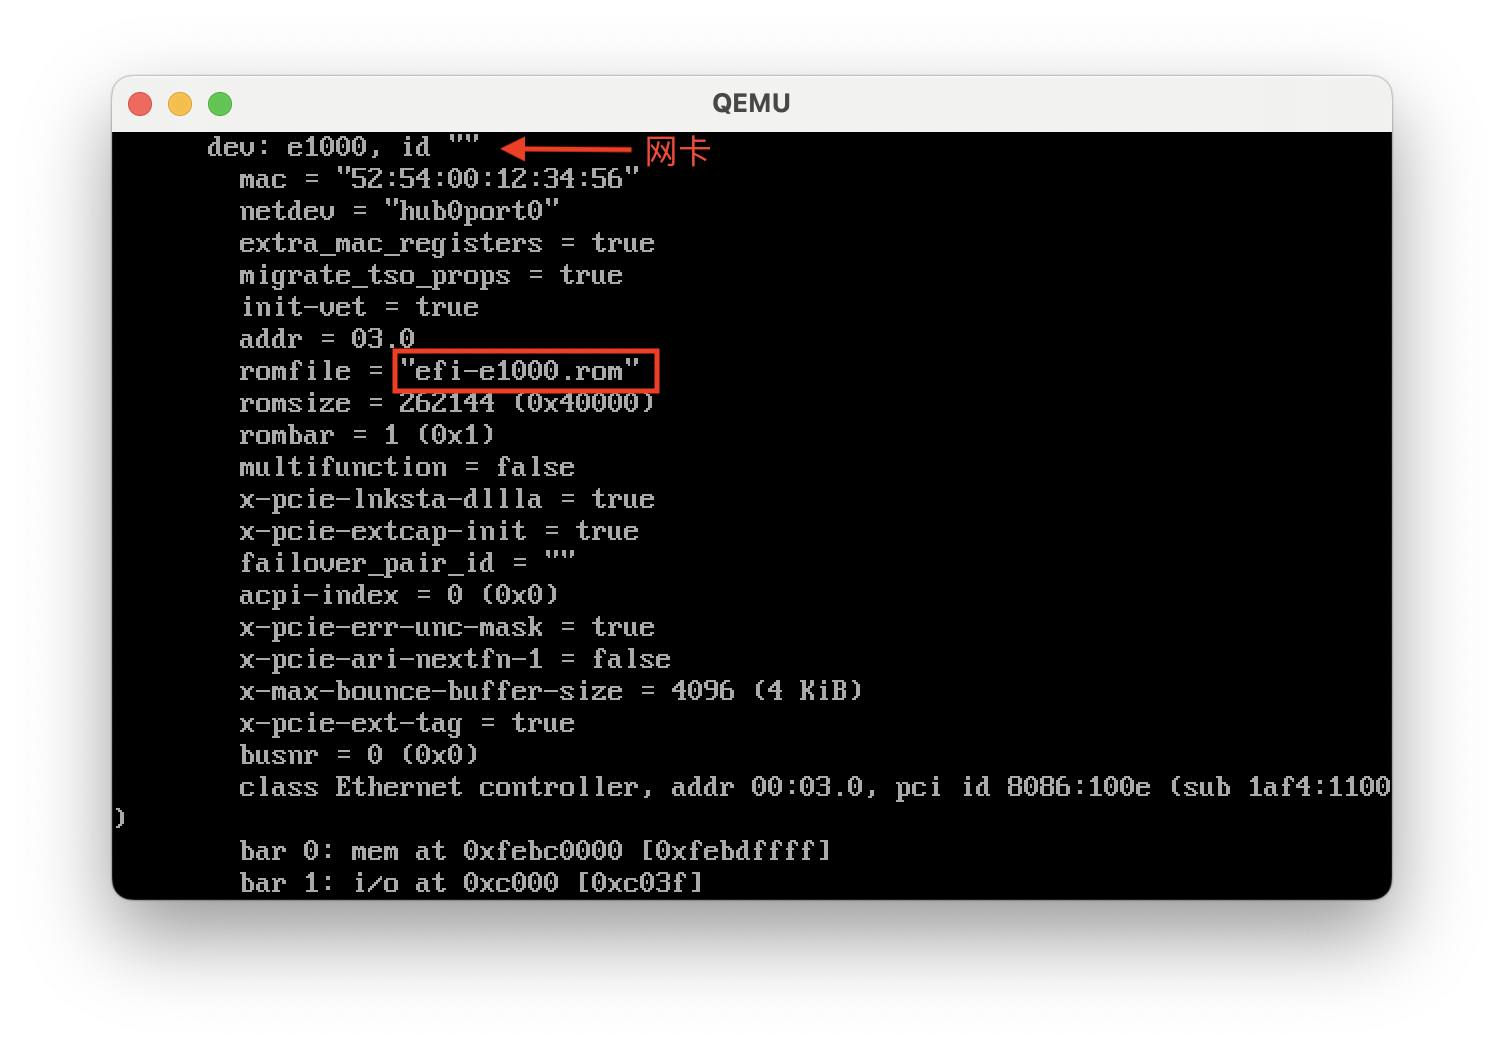 QEMU
dev: e1000, id ""
网卡
mac = "52:54:00:12:34:56"
netdev = "hub0port0"
extra_mac_registers = true
migrate_tso_props = true
init-vet = true
addr = 03.0
romfile = "efi-e1000.rom"
romsize = 262144 (0x40000)
rombar = 1 (0x1)
multifunction = false
x-pcie-lnksta-dllla = true
x-pcie-extcap-init = true
failover_pair_id = ""
acpi-index = 0 (0x0)
x-pcie-err-unc-mask = true
x-pcie-ari-nextfn-1 = false
x-max-bounce-buffer-size = 4096 (4 KiB)
x-pcie-ext-tag = true
busnr = 0 (0x0)
class Ethernet controller, addr 00:03.0, pci id 8086:100e (sub 1af4:1100
)
bar 0: mem at 0xfebc0000 [0xfebdffff]
bar 1: i/o at 0xc000 [0xc03f]